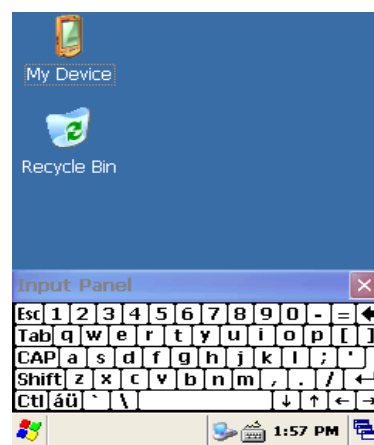 My Device
Recycle Bin
Input Panel
Esc 1 2 3 4 5 6 7 8 9 0 - =
Tab q w e r t y u i o p [ ]
CAP a s d f g h j k l ; '
Shift z x c v b n m , . /
Ctl áü ` \
1:57 PM